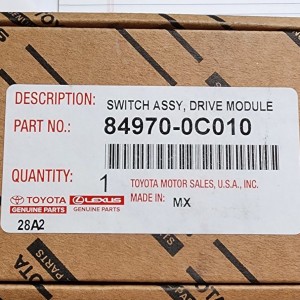 DESCRIPTION: SWITCH ASSY, DRIVE MODULE
PART NO.: 84970-0C010
QUANTITY: 1 TOYOTA MOTOR SALES, U.S.A., INC.
TOYOTA LEXUS MADE IN: MX
GENUINE PARTS GENUINE PARTS
28A2
PARTS